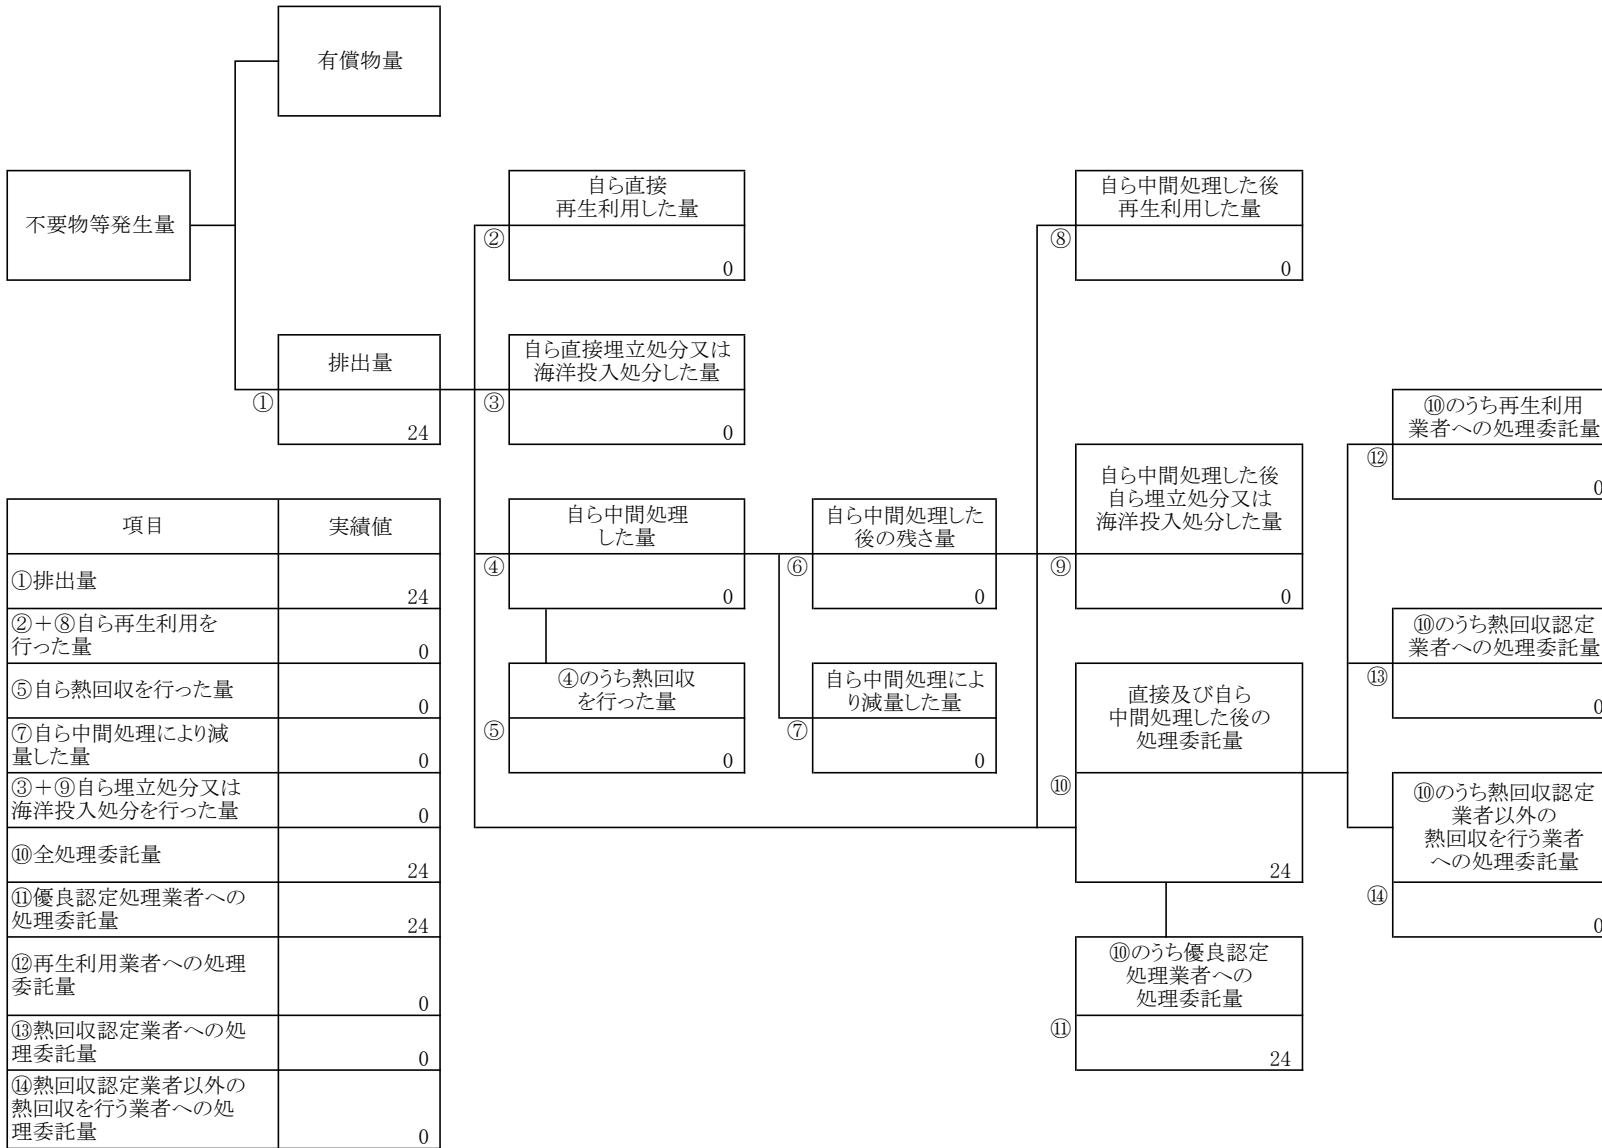 有償物量
不要物等発生量
自ら直接
再生利用した量
②
0
自ら中間処理した後
再生利用した量
⑧
0
排出量
①
24
自ら直接埋立処分又は
海洋投入処分した量
③
0
⑩のうち再生利用
業者への処理委託量
⑫
0
自ら中間処理
した量
④
0
自ら中間処理した
後の残さ量
⑥
0
自ら中間処理した後
自ら埋立処分又は
海洋投入処分した量
⑨
0
⑩のうち熱回収認定
業者への処理委託量
⑬
0
④のうち熱回収
を行った量
⑤
0
自ら中間処理によ
り減量した量
⑦
0
直接及び自ら
中間処理した後の
処理委託量
⑩
24
⑩のうち熱回収認定
業者以外の
熱回収を行う業者
への処理委託量
⑭
0
⑩のうち優良認定
処理業者への
処理委託量
⑪
24
項目 実績値
①排出量
24
②＋⑧自ら再生利用を
行った量 0
⑤自ら熱回収を行った量
0
⑦自ら中間処理により減
量した量 0
③＋⑨自ら埋立処分又は
海洋投入処分を行った量 0
⑩全処理委託量
24
⑪優良認定処理業者への
処理委託量 24
⑫再生利用業者への処理
委託量
0
⑬熱回収認定業者への処
理委託量 0
⑭熱回収認定業者以外の
熱回収を行う業者への処
理委託量 0